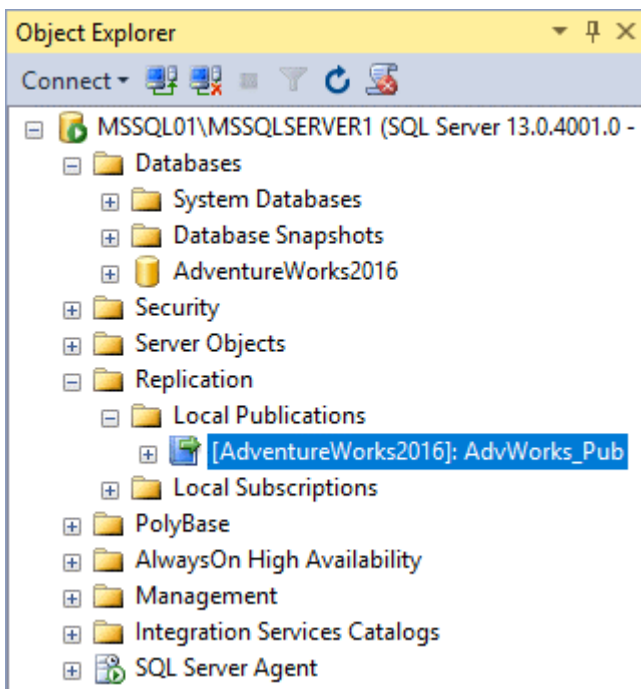 Object Explorer
Connect
MSSQL01\MSSQLSERVER1 (SQL Server 13.0.4001.0 -
Databases
System Databases
Database Snapshots
AdventureWorks2016
Security
Server Objects
Replication
Local Publications
[AdventureWorks2016]: AdvWorks_Pub
Local Subscriptions
PolyBase
AlwaysOn High Availability
Management
Integration Services Catalogs
SQL Server Agent